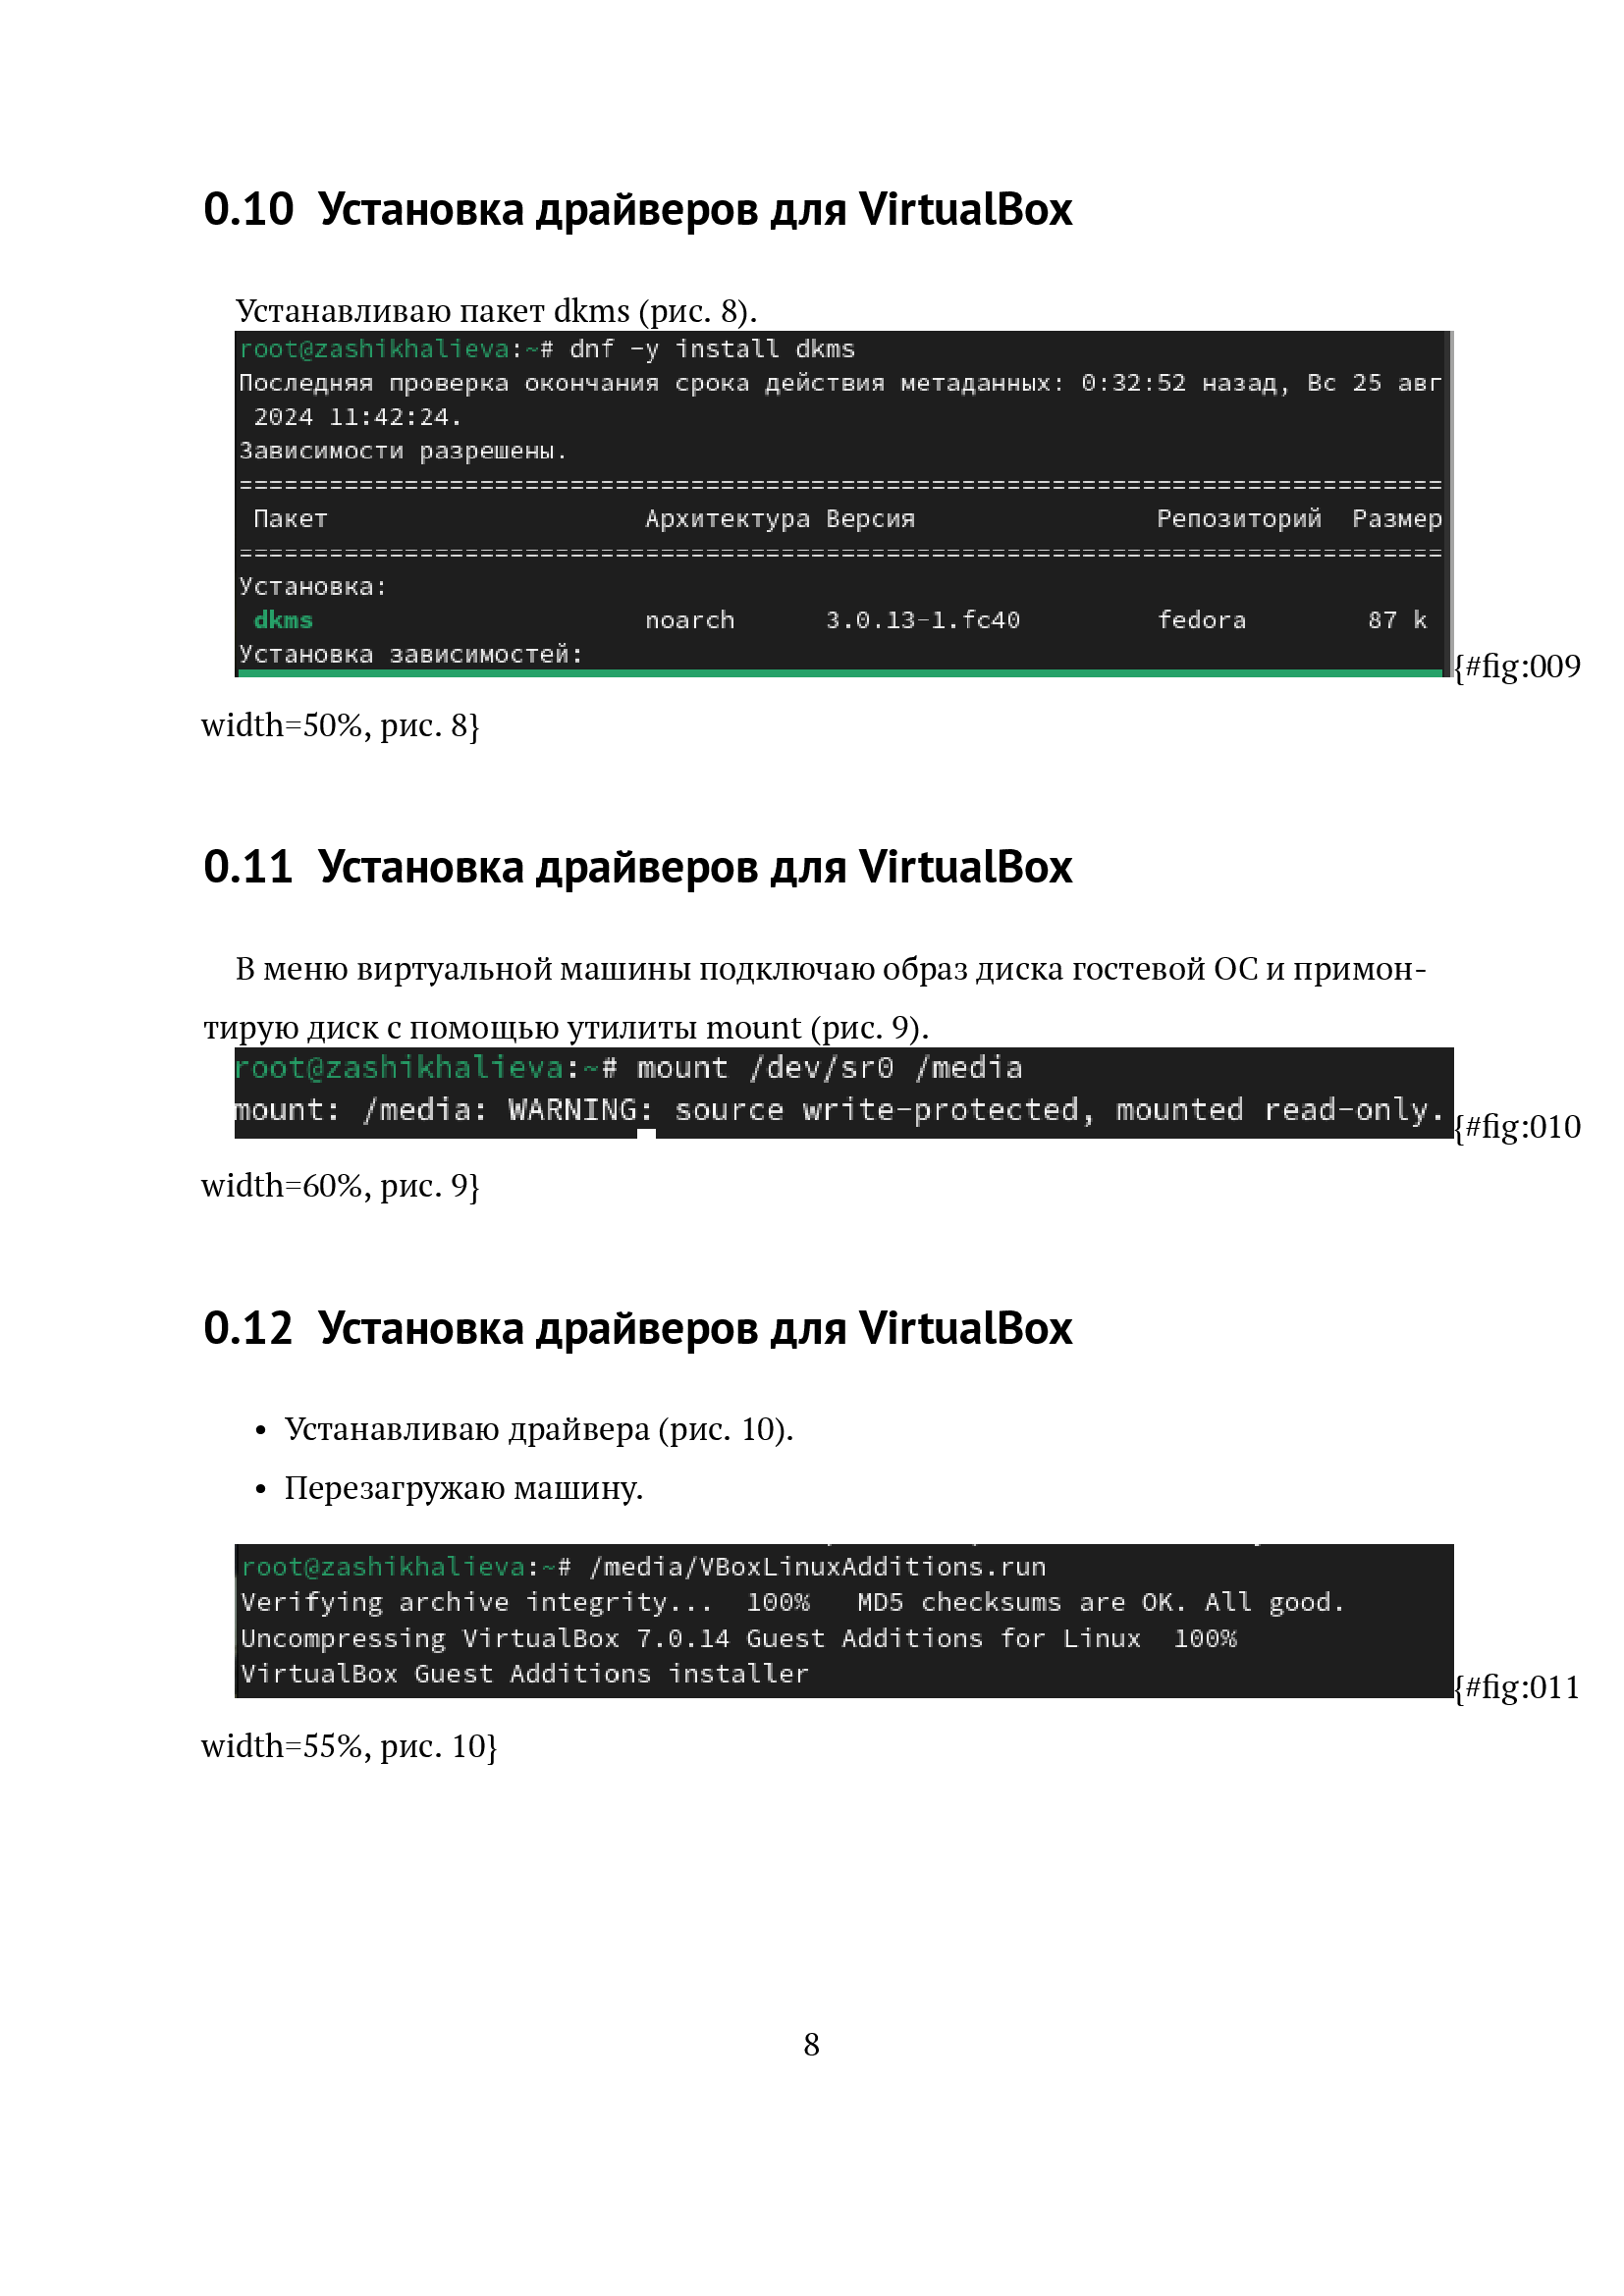 0.10 Установка драйверов для VirtualBox
Устанавливаю пакет dkms (рис. 8).
root@zashikhalieva:~# dnf -y install dkms
Последняя проверка окончания срока действия метаданных: 0:32:52 назад, Вс 25 авг
2024 11:42:24.
Зависимости разрешены.
================================================================================
Пакет Архитектура Версия Репозиторий Размер
================================================================================
Установка:
dkms noarch 3.0.13-1.fc40 fedora 87 k
Установка зависимостей:
{#fig:009
width=50%, рис. 8}
0.11 Установка драйверов для VirtualBox
В меню виртуальной машины подключаю образ диска гостевой ОС и примон-
тирую диск с помощью утилиты mount (рис. 9).
root@zashikhalieva:~# mount /dev/sr0 /media
mount: /media: WARNING: source write-protected, mounted read-only.
{#fig:010
width=60%, рис. 9}
0.12 Установка драйверов для VirtualBox
• Устанавливаю драйвера (рис. 10).
• Перезагружаю машину.
root@zashikhalieva:~# /media/VBoxLinuxAdditions.run
Verifying archive integrity... 100% MD5 checksums are OK. All good.
Uncompressing VirtualBox 7.0.14 Guest Additions for Linux 100%
VirtualBox Guest Additions installer
{#fig:011
width=55%, рис. 10}
8